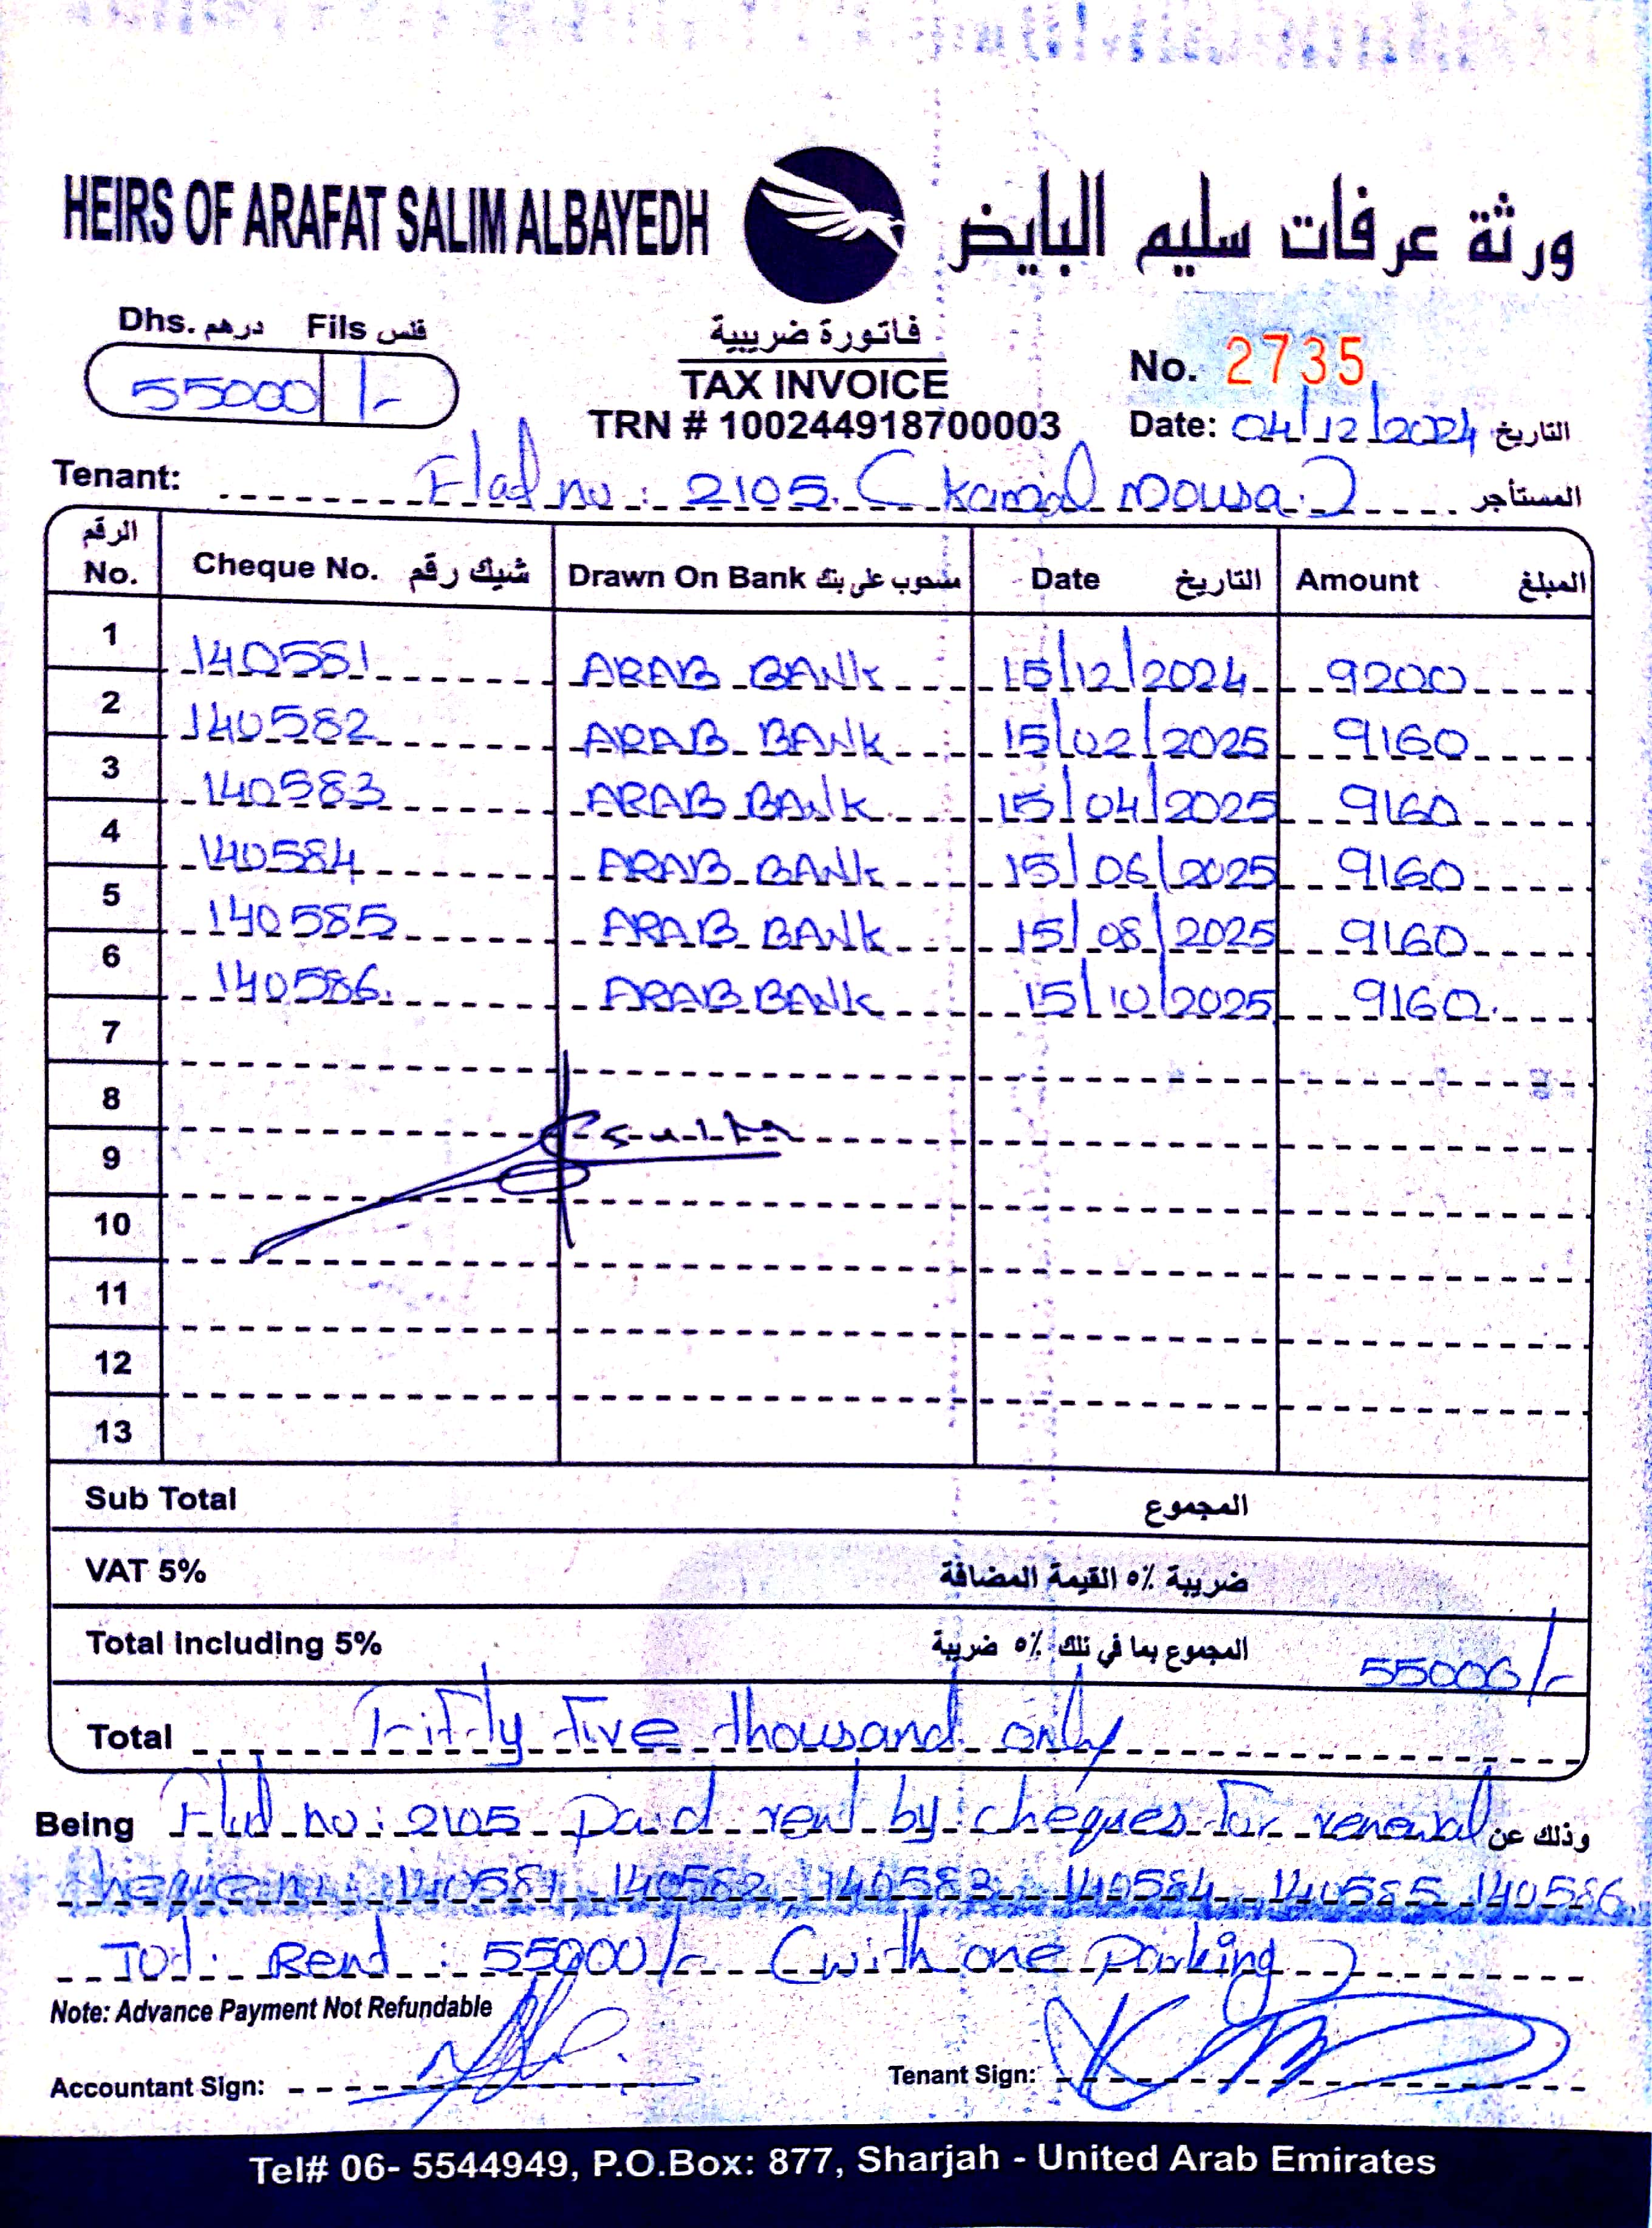 HEIRS OF ARAFAT SALIM ALBAYEDH ورثة عرفات سليم البايض
Dhs. درهم Fils فلس
55000 /-
فاتورة ضريبية
TAX INVOICE
TRN # 100244918700003
No. 2735
Date: 04/12/2024 التاريخ
Tenant: Flat no : 2105. (kamal mousa.) المستأجر
الرقم No. Cheque No. شيك رقم Drawn On Bank مسحوب على بنك Date التاريخ Amount المبلغ
1 140581 ARAB BANK 15/12/2024 9200
2 140582 ARAB BANK 15/02/2025 9160
3 140583 ARAB BANK 15/04/2025 9160
4 140584 ARAB BANK 15/06/2025 9160
5 140585 ARAB BANK 15/08/2025 9160
6 140586. ARAB BANK 15/10/2025 9160.
7
8
9
10
11
12
13
Sub Total المجموع
VAT 5% ضريبة ٥٪ القيمة المضافة
Total Including 5% المجموع بما في تلك ٥٪ ضريبة 55000/-
Total Fifty Five thousand only
Being Flat no : 2105 Paid rent by cheques for renewal وذلك عن
140581, 140582, 140583 140584 140585 140586.
Tot. Rent : 55000/- (with one Parking)
Note: Advance Payment Not Refundable
Accountant Sign: Tenant Sign:
Tel# 06- 5544949, P.O.Box: 877, Sharjah - United Arab Emirates